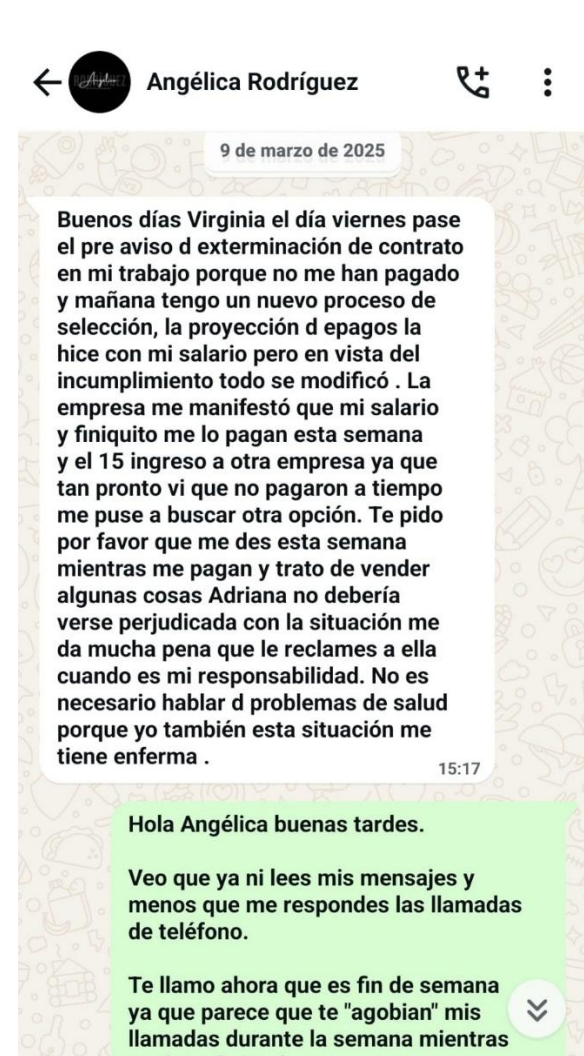 Angélica Rodríguez
9 de marzo de 2025
Buenos días Virginia el día viernes pase
el pre aviso d exterminación de contrato
en mi trabajo porque no me han pagado
y mañana tengo un nuevo proceso de
selección, la proyección d epagos la
hice con mi salario pero en vista del
incumplimiento todo se modificó . La
empresa me manifestó que mi salario
y finiquito me lo pagan esta semana
y el 15 ingreso a otra empresa ya que
tan pronto vi que no pagaron a tiempo
me puse a buscar otra opción. Te pido
por favor que me des esta semana
mientras me pagan y trato de vender
algunas cosas Adriana no debería
verse perjudicada con la situación me
da mucha pena que le reclames a ella
cuando es mi responsabilidad. No es
necesario hablar d problemas de salud
porque yo también esta situación me
tiene enferma .
15:17
Hola Angélica buenas tardes.
Veo que ya ni lees mis mensajes y
menos que me respondes las llamadas
de teléfono.
Te llamo ahora que es fin de semana
ya que parece que te "agobian" mis
llamadas durante la semana mientras